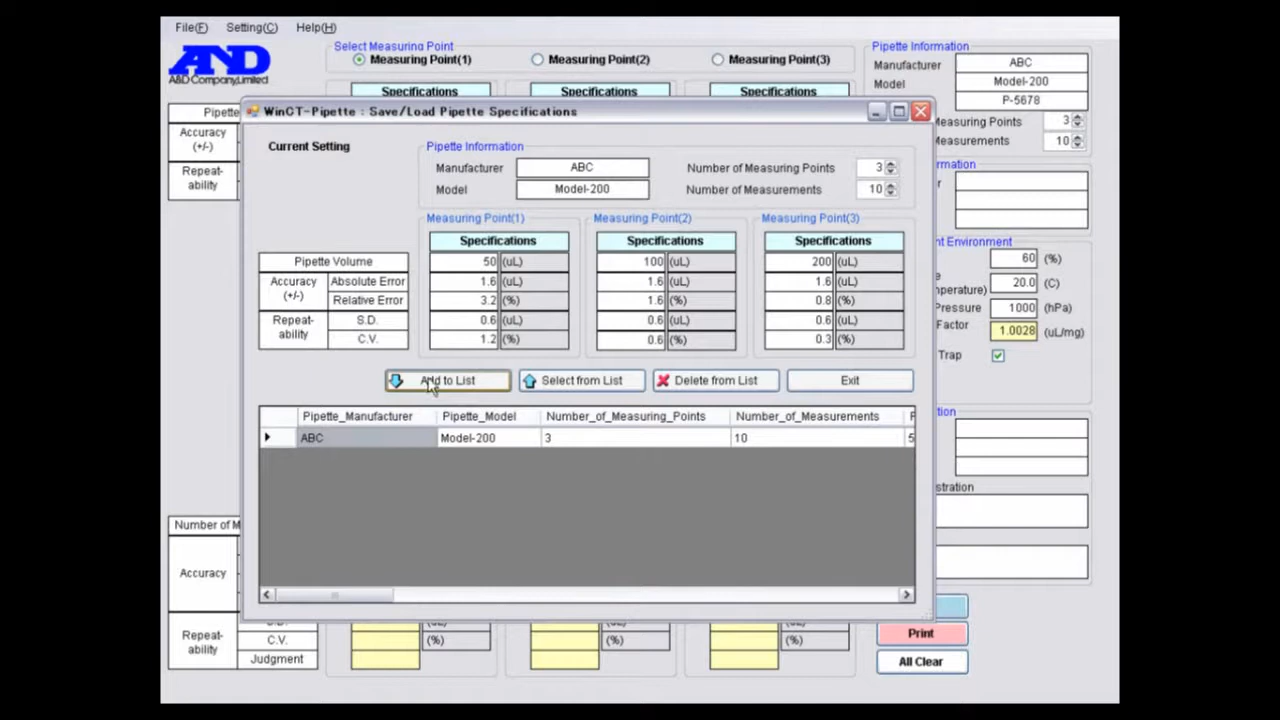 File(F) Setting(C) Help(H)
AND
A&D Company,Limited
Select Measuring Point
Measuring Point(1) Measuring Point(2) Measuring Point(3)
Specifications Specifications Specifications
Pipette Information
Manufacturer ABC
Model Model-200
P-5678
Measuring Points 3
Measurements 10
Pipette
Accuracy
(+/-)
Repeat-
ability
WinCT-Pipette : Save/Load Pipette Specifications
Current Setting
Pipette Information
Manufacturer ABC Number of Measuring Points 3
Model Model-200 Number of Measurements 10
Measuring Point(1) Measuring Point(2) Measuring Point(3)
Specifications Specifications Specifications
Pipette Volume 50 (uL) 100 (uL) 200 (uL)
Accuracy
(+/-)
Absolute Error 1.6 (uL) 1.6 (uL) 1.6 (uL)
Relative Error 3.2 (%) 1.6 (%) 0.8 (%)
Repeat-
ability
S.D. 0.6 (uL) 0.6 (uL) 0.6 (uL)
C.V. 1.2 (%) 0.6 (%) 0.3 (%)
Add to List Select from List Delete from List Exit
Pipette_Manufacturer Pipette_Model Number_of_Measuring_Points Number_of_Measurements
ABC Model-200 3 10 5
rmation
nt Environment
60 (%)
nperature) 20.0 (C)
Pressure 1000 (hPa)
Factor 1.0028 (uL/mg)
Trap
tion
stration
Number of M
Accuracy
Repeat-
ability
C.V. (%) (%) (%)
Judgment
Print
All Clear